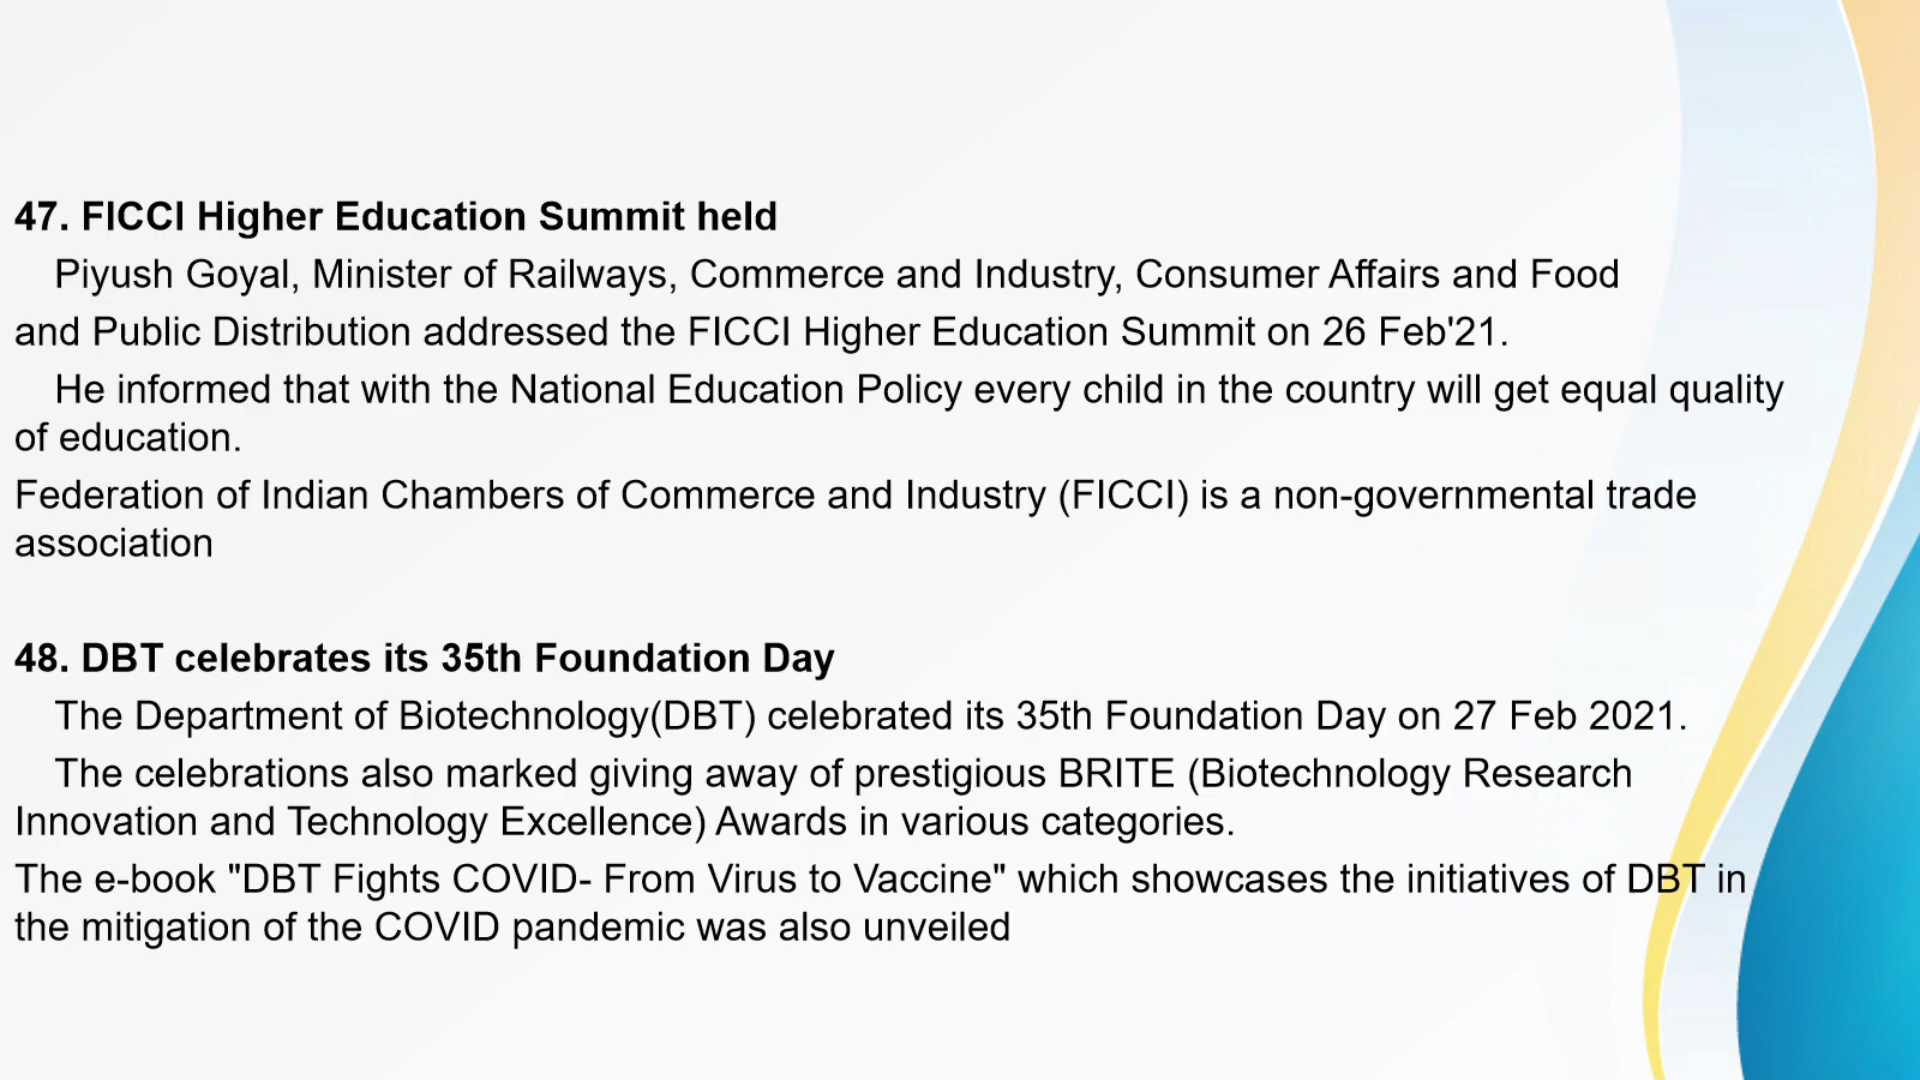 47. FICCI Higher Education Summit held
Piyush Goyal, Minister of Railways, Commerce and Industry, Consumer Affairs and Food
and Public Distribution addressed the FICCI Higher Education Summit on 26 Feb'21.
He informed that with the National Education Policy every child in the country will get equal quality
of education.
Federation of Indian Chambers of Commerce and Industry (FICCI) is a non-governmental trade
association
48. DBT celebrates its 35th Foundation Day
The Department of Biotechnology(DBT) celebrated its 35th Foundation Day on 27 Feb 2021.
The celebrations also marked giving away of prestigious BRITE (Biotechnology Research
Innovation and Technology Excellence) Awards in various categories.
The e-book "DBT Fights COVID- From Virus to Vaccine" which showcases the initiatives of DBT in
the mitigation of the COVID pandemic was also unveiled